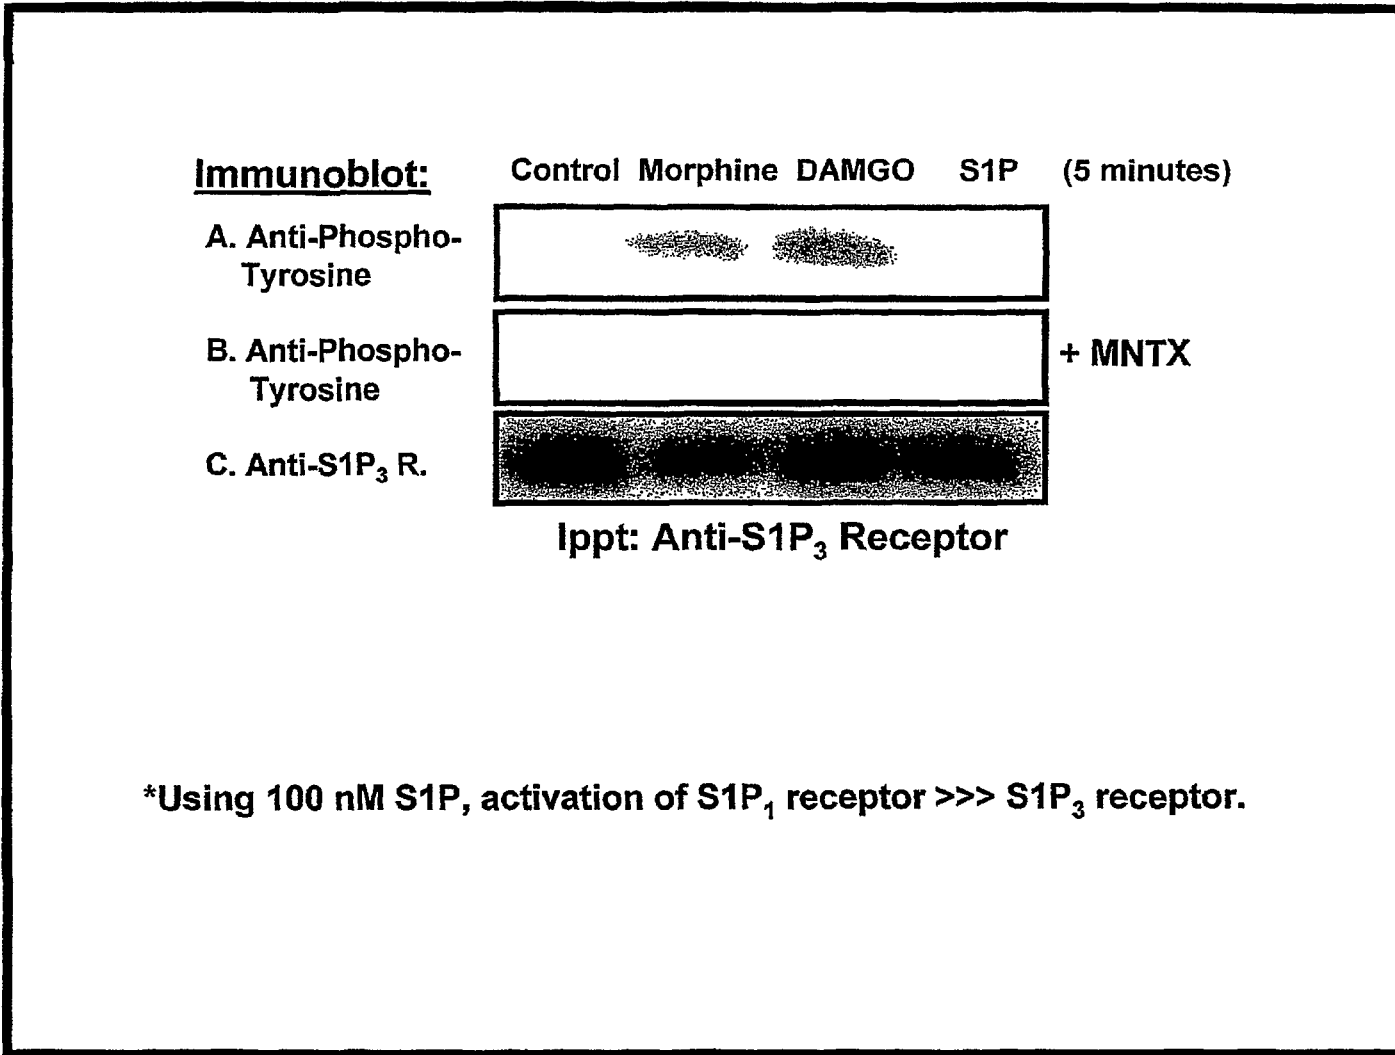 Immunoblot: Control Morphine DAMGO S1P (5 minutes)
A. Anti-Phospho-
Tyrosine
B. Anti-Phospho-
Tyrosine
+ MNTX
C. Anti-S1P₃ R.
Ippt: Anti-S1P₃ Receptor
*Using 100 nM S1P, activation of S1P₁ receptor >>> S1P₃ receptor.